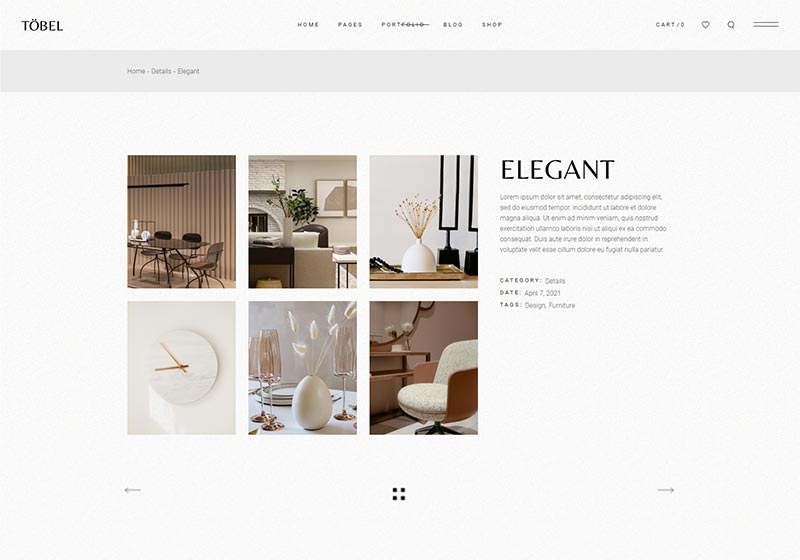 TÖBEL
HOME PAGES PORTFOLIO BLOG SHOP
CART/0
Home - Details - Elegant
ELEGANT
Lorem ipsum dolor sit amet, consectetur adipiscing elit,
sed do eiusmod tempor. incididunt ut labore et dolore
magna aliqua. Ut enim ad minim veniam, quis nostrud
exercitation ullamco laboris nisi ut aliqui ex ea commodo
consequat. Duis aute irure dolor in reprehenderit in
voluptate velit esse cillum dolore eu fugiat nulla pariatur.
CATEGORY: Details
DATE: April 7, 2021
TAGS: Design, Furniture